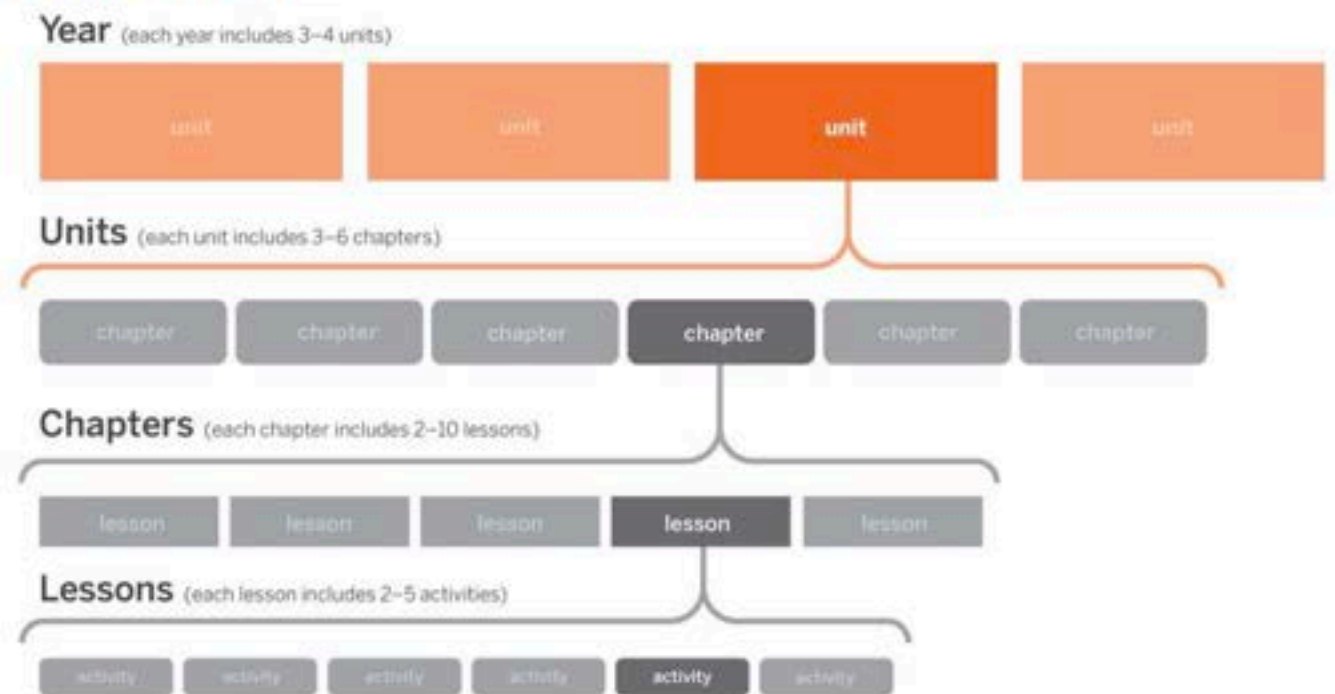 Year (each year includes 3–4 units)
unit unit unit unit
Units (each unit includes 3–6 chapters)
chapter chapter chapter chapter chapter chapter
Chapters (each chapter includes 2–10 lessons)
lesson lesson lesson lesson lesson
Lessons (each lesson includes 2–5 activities)
activity activity activity activity activity activity